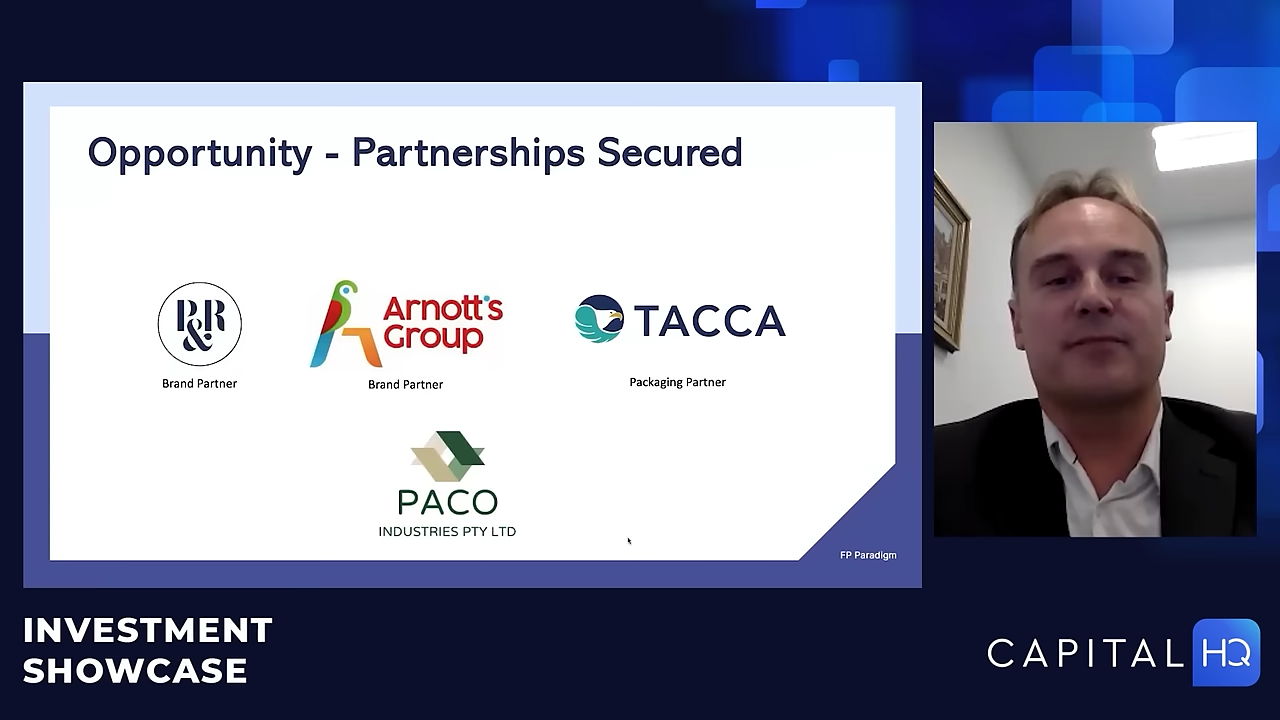 Opportunity - Partnerships Secured
P&R
Arnott's
Group
TACCA
Brand Partner
Brand Partner
Packaging Partner
PACO
INDUSTRIES PTY LTD
FP Paradigm
INVESTMENT
SHOWCASE
CAPITAL HQ